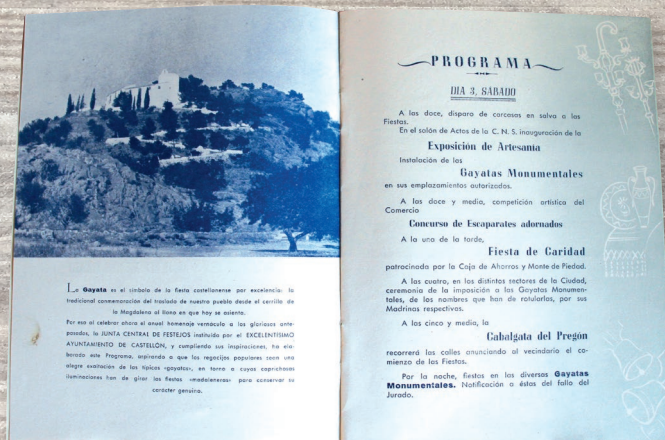 La Gayata es el símbolo de la fiesta castellonense por excelencia: la
tradicional conmemoración del traslado de nuestro pueblo desde el cerrillo de
la Magdalena al llano en que hoy se asienta.
Por eso al celebrar ahora el anual homenaje vernáculo a los gloriosos ante-
pasados, la JUNTA CENTRAL DE FESTEJOS instituída por el EXCELENTISIMO
AYUNTAMIENTO DE CASTELLÓN, y cumpliendo sus inspiraciones, ha ela-
borado este Programa, aspirando a que los regocijos populares sean una
alegre exaltación de las típicas «gayatas», en torno a cuyas caprichosas
iluminaciones han de girar las fiestas «madaleneras» para conservar su
carácter genuino.
PROGRAMA
DIA 3, SÁBADO
A las doce, disparo de carcasas en salva a las
Fiestas.
En el salón de Actos de la C. N. S. inauguración de la
Exposición de Artesanía
Instalación de las
Gayatas Monumentales
en sus emplazamientos autorizados.
A las doce y media, competición artística del
Comercio
Concurso de Escaparates adornados
A la una de la tarde,
Fiesta de Caridad
patrocinada por la Caja de Ahorros y Monte de Piedad.
A las cuatro, en los distintos sectores de la Ciudad,
ceremonia de la imposición a las Gayatas Monumen-
tales, de los nombres que han de rotularlas, por sus
Madrinas respectivas.
A las cinco y media, la
Cabalgata del Pregón
recorrerá las calles anunciando al vecindario el co-
mienzo de las Fiestas.
Por la noche, fiestas en las diversas Gayatas
Monumentales. Notificación a éstas del fallo del
Jurado.